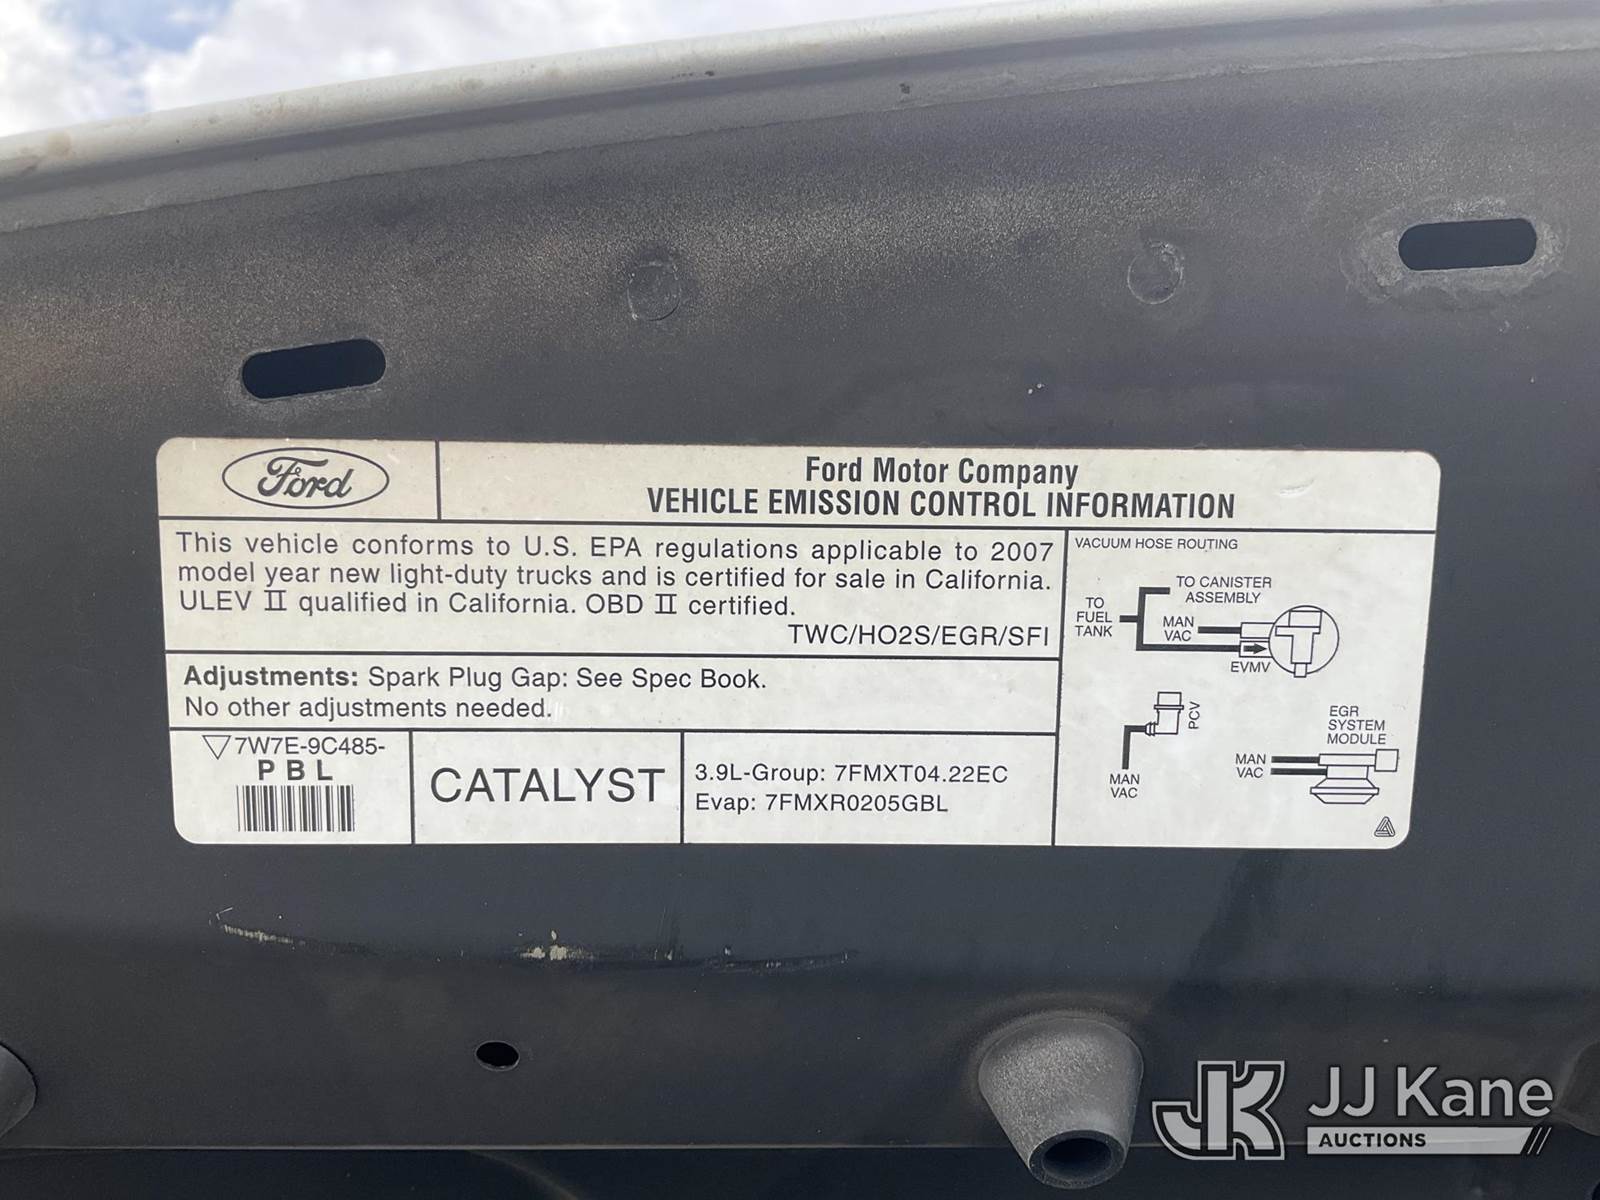 Ford
Ford Motor Company
VEHICLE EMISSION CONTROL INFORMATION
This vehicle conforms to U.S. EPA regulations applicable to 2007
model year new light-duty trucks and is certified for sale in California.
ULEV II qualified in California. OBD II certified.
TWC/HO2S/EGR/SFI
Adjustments: Spark Plug Gap: See Spec Book.
No other adjustments needed.
7W7E-9C485-
PBL
CATALYST
3.9L-Group: 7FMXT04.22EC
Evap: 7FMXR0205GBL
VACUUM HOSE ROUTING
TO CANISTER
ASSEMBLY
TO
FUEL
TANK
MAN
VAC
EVMV
PCV
MAN
VAC
EGR
SYSTEM
MODULE
MAN
VAC
JK
JJ Kane
AUCTIONS